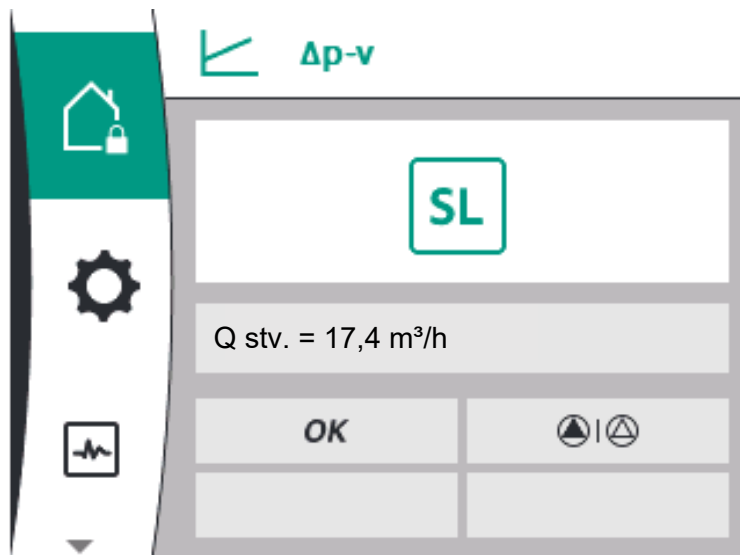 Δp-v
SL
Q stv. = 17,4 m³/h
OK